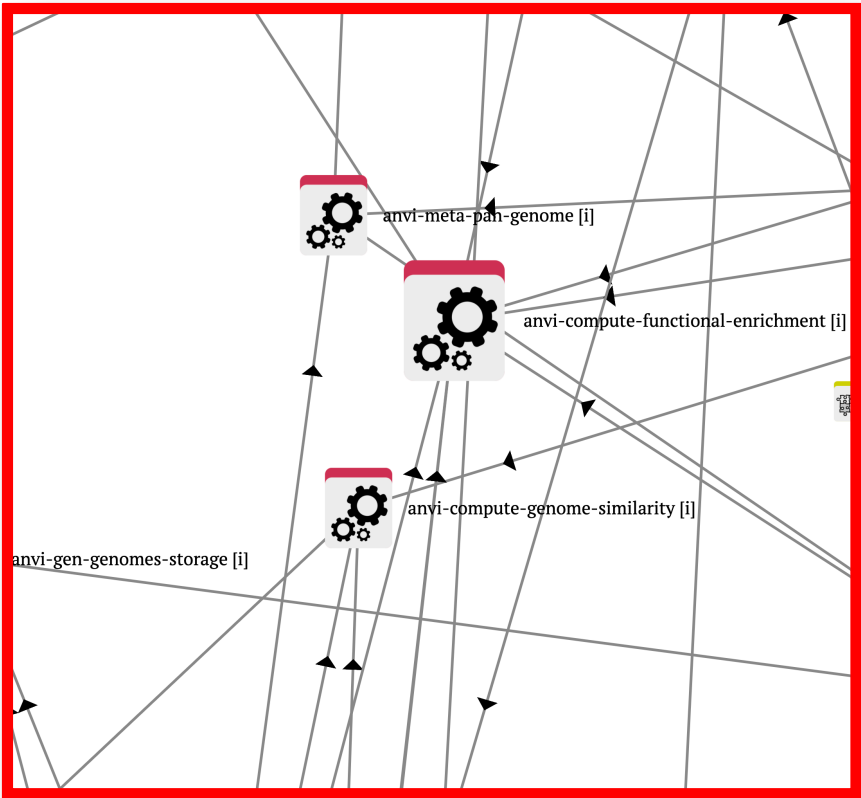 anvi-meta-pan-genome [i]
anvi-compute-functional-enrichment [i]
anvi-compute-genome-similarity [i]
anvi-gen-genomes-storage [i]